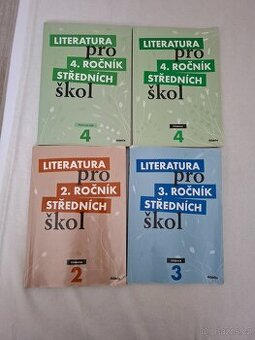 LITERATURA
pro
4. ROČNÍK
STŘEDNÍCH
škol
4
LITERATURA
pro
4. ROČNÍK
STŘEDNÍCH
škol
4
LITERATURA
pro
2. ROČNÍK
STŘEDNÍCH
škol
2
LITERATURA
pro
3. ROČNÍK
STŘEDNÍCH
škol
3